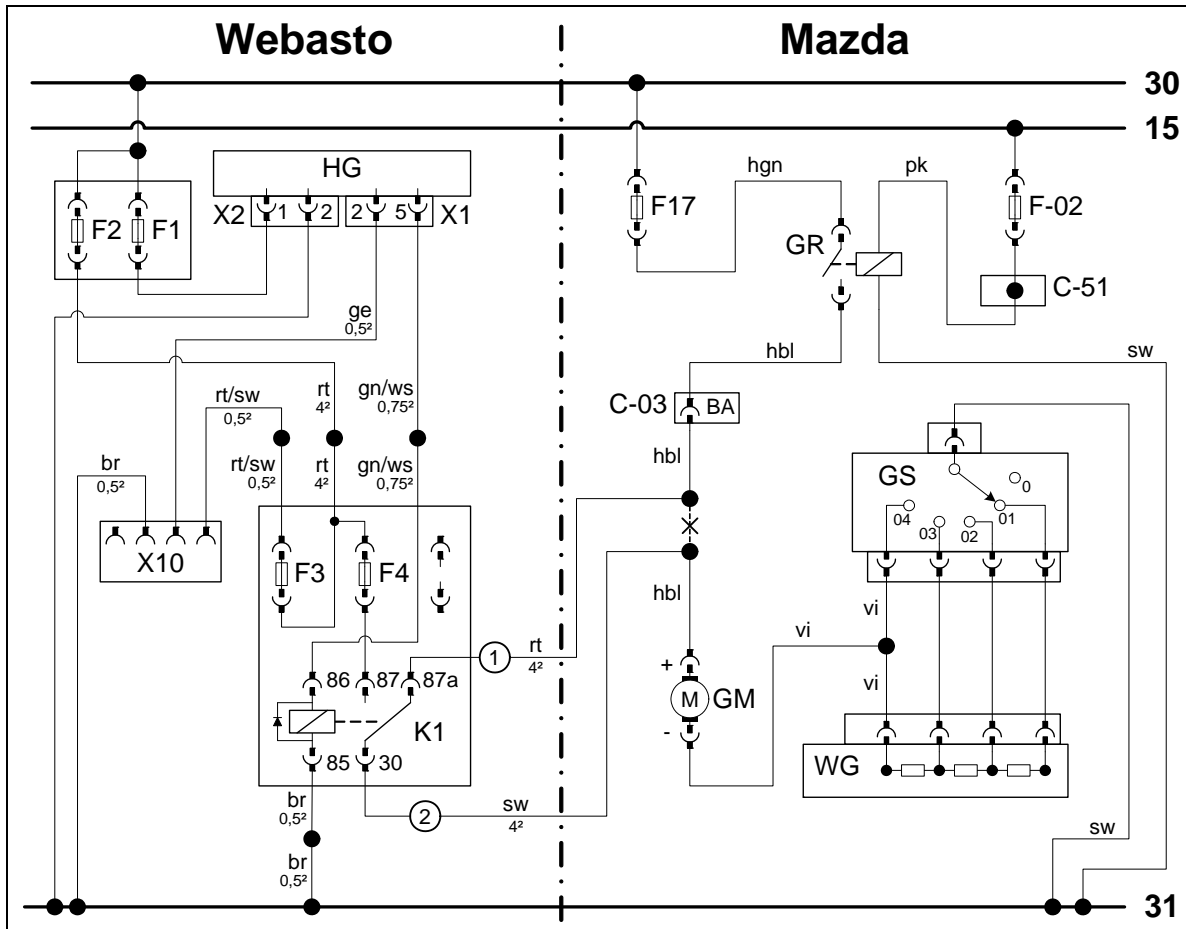 Webasto
Mazda
30
15
HG
hgn
pk
F2
F1
X2
1
2
2
5
X1
F17
F-02
GR
C-51
ge
0,5²
hbl
sw
rt/sw
0,5²
rt
4²
gn/ws
0,75²
C-03
BA
br
0,5²
rt/sw
0,5²
rt
4²
gn/ws
0,75²
hbl
GS
0
04
03
02
01
X10
F3
F4
hbl
vi
1
rt
4²
vi
86
87
87a
+
M
GM
-
vi
K1
85
30
WG
br
0,5²
2
sw
4²
sw
br
0,5²
31